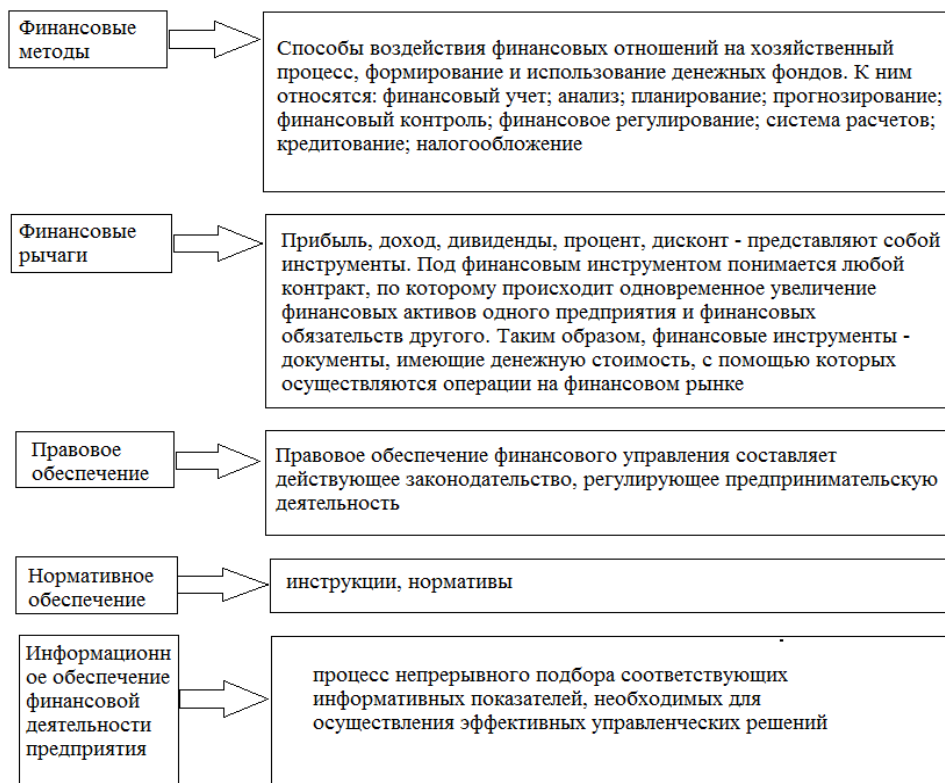 Финансовые
методы
Способы воздействия финансовых отношений на хозяйственный
процесс, формирование и использование денежных фондов. К ним
относятся: финансовый учет; анализ; планирование; прогнозирование;
финансовый контроль; финансовое регулирование; система расчетов;
кредитование; налогообложение
Финансовые
рычаги
Прибыль, доход, дивиденды, процент, дисконт - представляют собой
инструменты. Под финансовым инструментом понимается любой
контракт, по которому происходит одновременное увеличение
финансовых активов одного предприятия и финансовых
обязательств другого. Таким образом, финансовые инструменты -
документы, имеющие денежную стоимость, с помощью которых
осуществляются операции на финансовом рынке
Правовое
обеспечение
Правовое обеспечение финансового управления составляет
действующее законодательство, регулирующее предпринимательскую
деятельность
Нормативное
обеспечение
инструкции, нормативы
Информационн
ое обеспечение
финансовой
деятельности
предприятия
процесс непрерывного подбора соответствующих
информативных показателей, необходимых для
осуществления эффективных управленческих решений